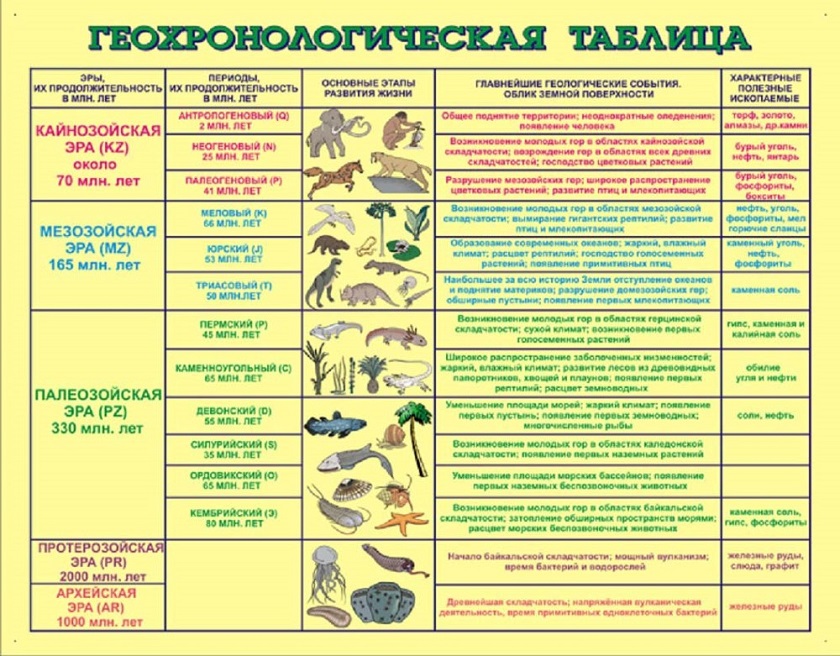 ГЕОХРОНОЛОГИЧЕСКАЯ ТАБЛИЦА
ЭРЫ,
ИХ ПРОДОЛЖИТЕЛЬНОСТЬ
В МЛН. ЛЕТ
ПЕРИОДЫ,
ИХ ПРОДОЛЖИТЕЛЬНОСТЬ
В МЛН. ЛЕТ
ОСНОВНЫЕ ЭТАПЫ
РАЗВИТИЯ ЖИЗНИ
ГЛАВНЕЙШИЕ ГЕОЛОГИЧЕСКИЕ СОБЫТИЯ.
ОБЛИК ЗЕМНОЙ ПОВЕРХНОСТИ
ХАРАКТЕРНЫЕ
ПОЛЕЗНЫЕ
ИСКОПАЕМЫЕ
КАЙНОЗОЙСКАЯ
ЭРА (KZ)
около
70 млн. лет
АНТРОПОГЕНОВЫЙ (Q)
2 МЛН. ЛЕТ
Общее поднятие территории; неоднократные оледенения;
появление человека
торф, золото,
алмазы, др.камни
НЕОГЕНОВЫЙ (N)
25 МЛН. ЛЕТ
Возникновение молодых гор в областях кайнозойской
складчатости; возрождение гор в областях всех древних
складчатостей; господство цветковых растений
бурый уголь,
нефть, янтарь
ПАЛЕОГЕНОВЫЙ (P)
41 МЛН. ЛЕТ
Разрушение мезозвйских гор; широкое распространение
цветковых растений; развитие птиц и млекопитающих
бурый уголь,
фосфориты,
бокситы
МЕЗОЗОЙСКАЯ
ЭРА (MZ)
165 млн. лет
МЕЛОВЫЙ (K)
66 МЛН. ЛЕТ
Возникновение молодых гор в областях мезозойской
складчатости; вымирание гигантских рептилий; развитие
птиц и млекопитающих
нефть, уголь,
фосфориты, мел
горючие сланцы
ЮРСКИЙ (J)
53 МЛН. ЛЕТ
Образование современных океанов; жаркий, влажный
климат; расцвет рептилий; господство голосеменных
растений; появление примитивных птиц
каменный уголь,
нефть,
фосфориты
ТРИАСОВЫЙ (T)
50 МЛН.ЛЕТ
Наибольшее за всю историю Земли отступление океанов
и поднятие материков; разрушение домезозойских гор;
обширные пустыни; появление первых млекопитающих
каменная соль
ПАЛЕОЗОЙСКАЯ
ЭРА (PZ)
330 млн. лет
ПЕРМСКИЙ (P)
45 МЛН. ЛЕТ
Возникновение молодых гор в областях герцинской
складчатости; сухой климат; возникновение первых
голосеменных растений
гипс, каменная и
калийная соль
КАМЕННОУГОЛЬНЫЙ (C)
65 МЛН. ЛЕТ
Широкое распространение заболоченных низменностей;
жаркий, влажный климат; развитие лесов из древовидных
папоротников, хвощей и плаунов; появление первых
рептилий; расцвет земноводных
обилие
угля и нефти
ДЕВОНСКИЙ (D)
55 МЛН. ЛЕТ
Уменьшение площади морей; жаркий климат; появление
первых пустынь; появление первых земноводных;
многочисленные рыбы
соли, нефть
СИЛУРИЙСКИЙ (S)
35 МЛН. ЛЕТ
Возникновение молодых гор в областях каледонской
складчатости; появление первых наземных растений
ОРДОВИКСКИЙ (O)
65 МЛН. ЛЕТ
Уменьшение площади морских бассейнов; появление
первых наземных беспозвоночных животных
КЕМБРИЙСКИЙ (Э)
80 МЛН. ЛЕТ
Возникновение молодых гор в областях байкальской
складчатости; затопление обширных пространств морями;
расцвет морских беспозвоночных животных
каменная соль,
гипс, фосфориты
ПРОТЕРОЗОЙСКАЯ
ЭРА (PR)
2000 млн. лет
Начало байкальской складчатости; мощный вулканизм;
время бактерий и водорослей
железные руды,
слюда, графит
АРХЕЙСКАЯ
ЭРА (AR)
1000 млн. лет
Древнейшая складчатость; напряжённая вулканическая
деятельность, время примитивных одноклеточных бактерий
железные руды